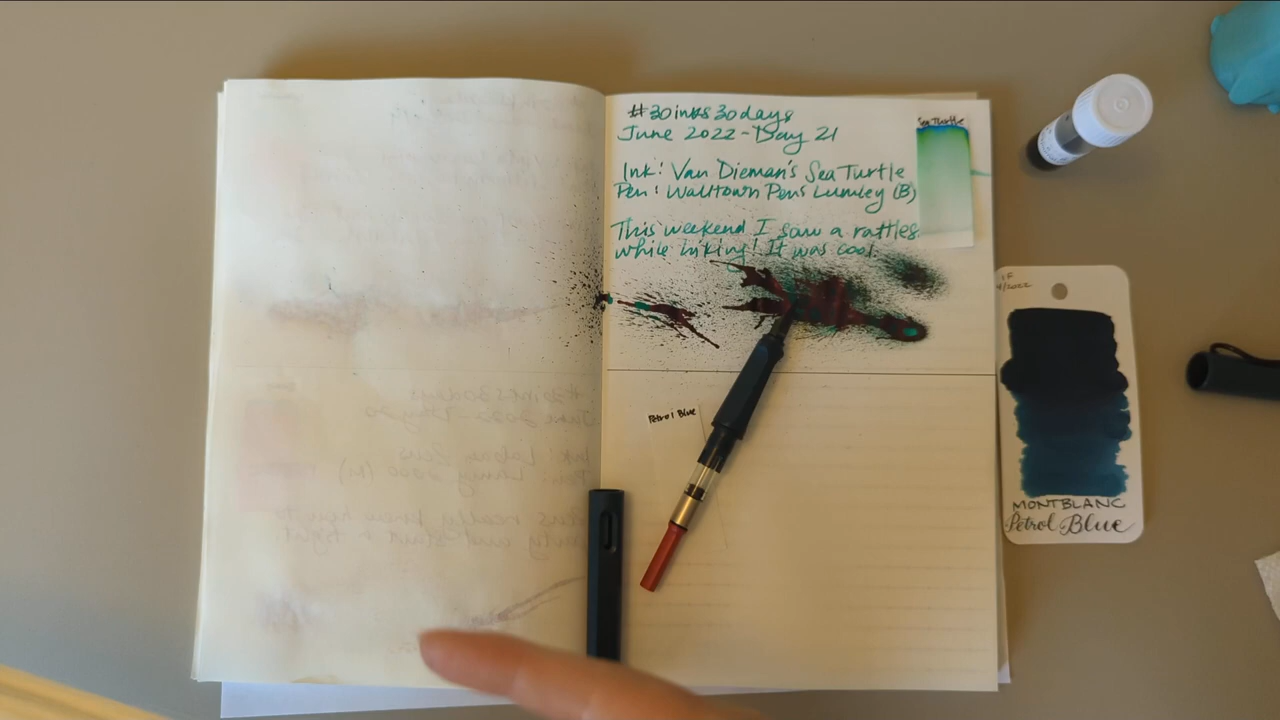 #30inks30days
June 2022-Day 21
Ink: Van Dieman's Sea Turtle
Pen: Walltown Pens Lumley (B)
This weekend I saw a rattles
while hiking! It was cool.
Sea Turtle
Petrol Blue
MONTBLANC
Petrol Blue